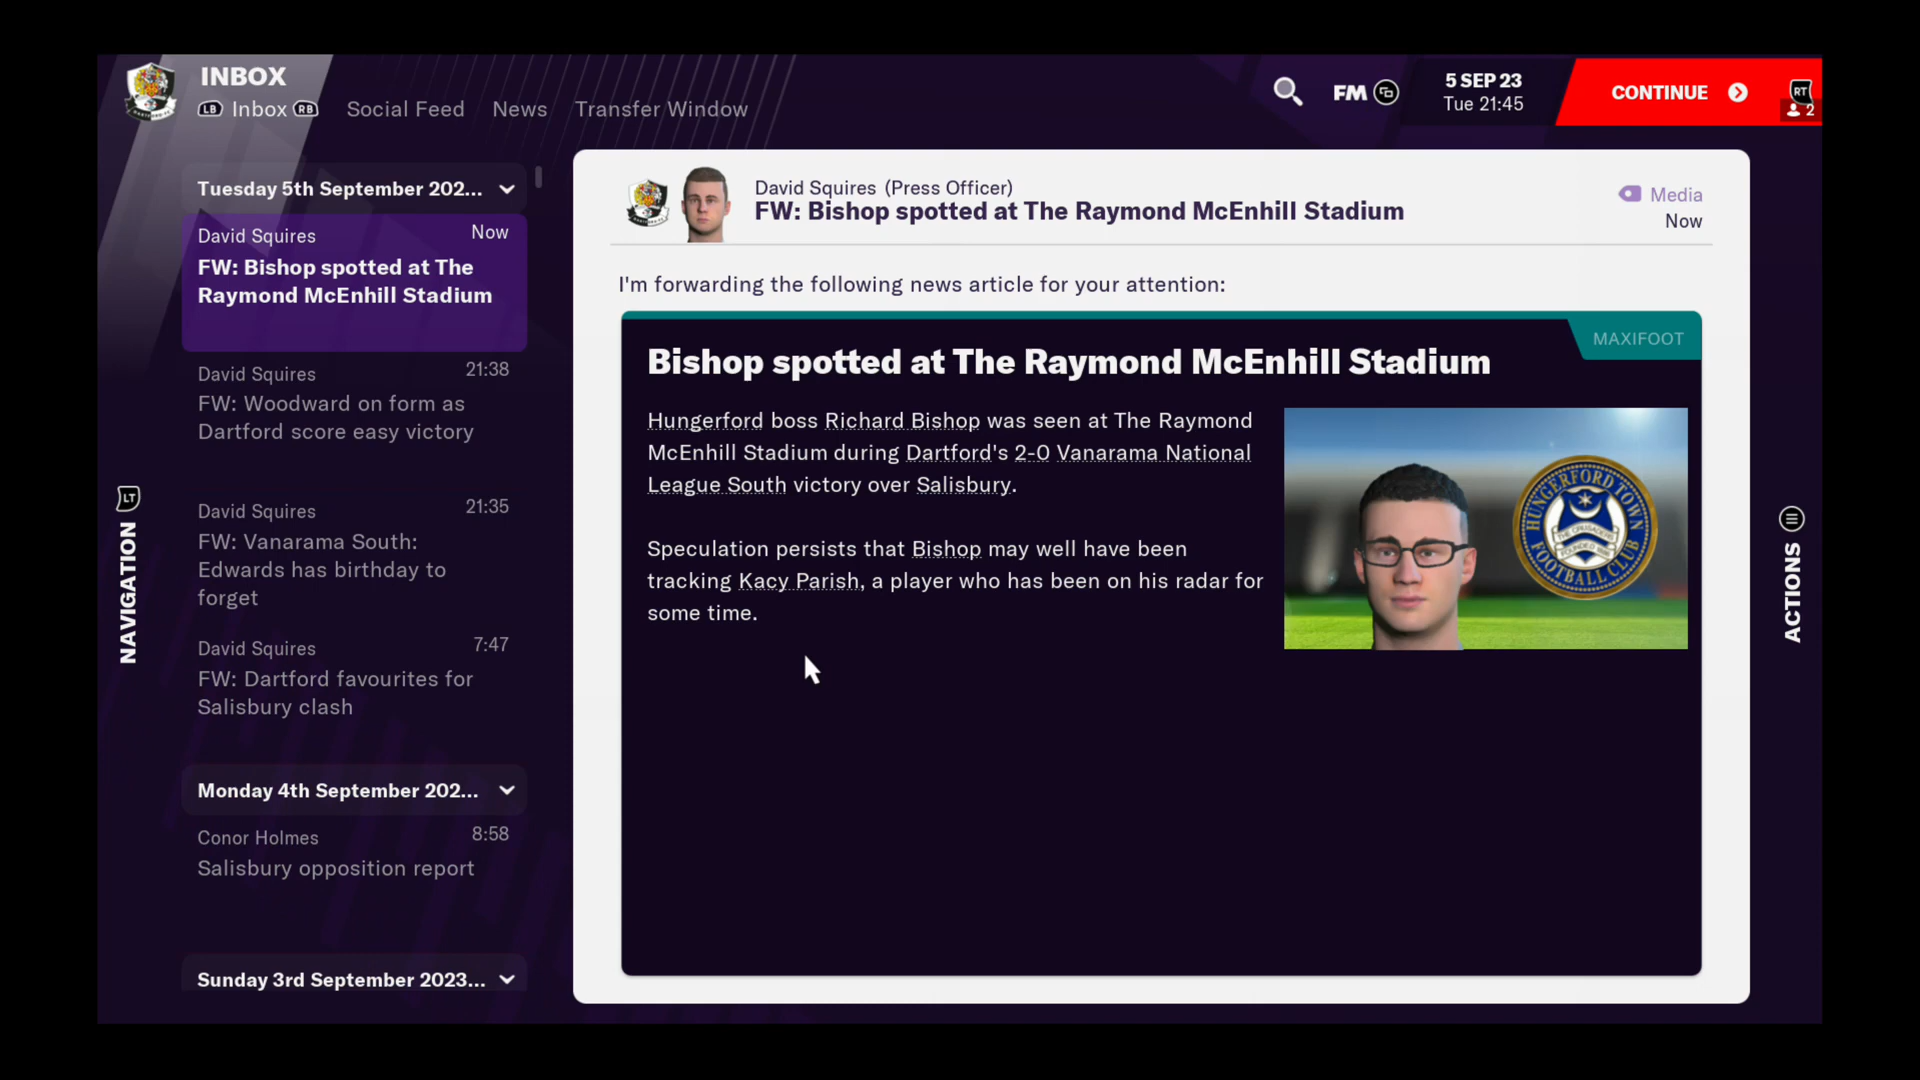 INBOX
LB Inbox RB Social Feed News Transfer Window
FM
5 SEP 23
Tue 21:45
CONTINUE
RT
2
Tuesday 5th September 202...
David Squires Now
FW: Bishop spotted at The
Raymond McEnhill Stadium
David Squires 21:38
FW: Woodward on form as
Dartford score easy victory
David Squires 21:35
FW: Vanarama South:
Edwards has birthday to
forget
David Squires 7:47
FW: Dartford favourites for
Salisbury clash
Monday 4th September 202...
Conor Holmes 8:58
Salisbury opposition report
Sunday 3rd September 2023...
LT
NAVIGATION
David Squires (Press Officer)
FW: Bishop spotted at The Raymond McEnhill Stadium
Media
Now
I'm forwarding the following news article for your attention:
MAXIFOOT
Bishop spotted at The Raymond McEnhill Stadium
Hungerford boss Richard Bishop was seen at The Raymond
McEnhill Stadium during Dartford's 2-0 Vanarama National
League South victory over Salisbury.
Speculation persists that Bishop may well have been
tracking Kacy Parish, a player who has been on his radar for
some time.
HUNGERFORD TOWN
FOOTBALL CLUB
ACTIONS